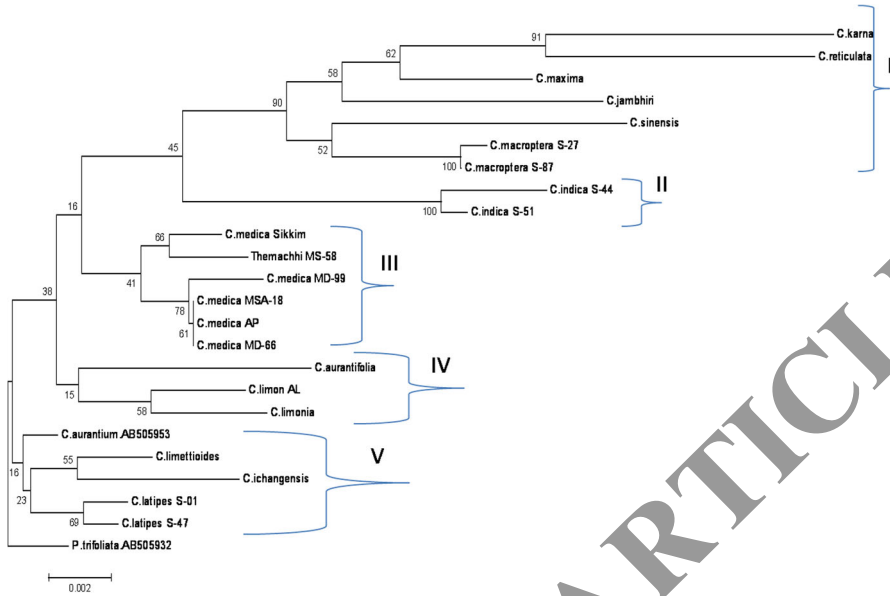 C.karna
91
C.reticulata
62
C.maxima
58
C.jambhiri
90
C.sinensis
52
C.macroptera S-27
100
C.macroptera S-87
I
45
C.indica S-44
100
C.indica S-51
II
16
C.medica Sikkim
66
Themachhi MS-58
41
C.medica MD-99
78
C.medica MSA-18
C.medica AP
61
C.medica MD-66
III
38
C.aurantifolia
15
C.limon AL
58
C.limonia
IV
C.aurantium.AB505953
16
C.limettioides
55
C.ichangensis
23
C.latipes S-01
69
C.latipes S-47
V
P.trifoliata.AB505932
0.002
ARTICL